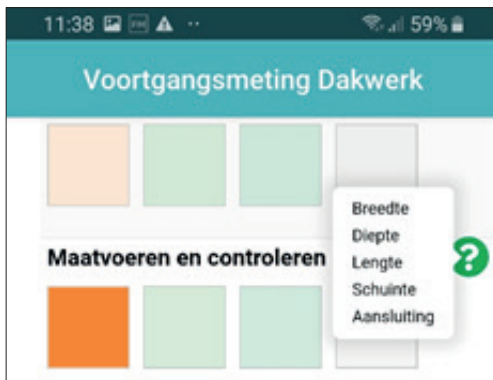 11:38 59%
Voortgangsmeting Dakwerk
Breedte
Diepte
Maatvoeren en controleren
Lengte
Schuinte
Aansluiting
?